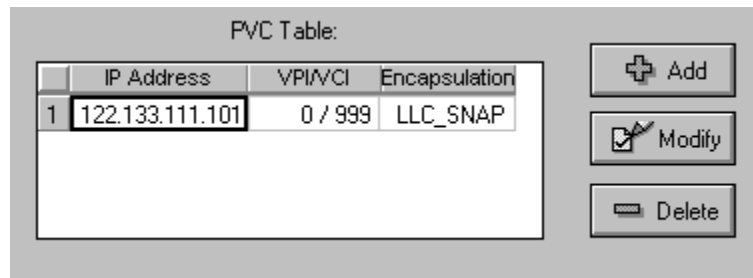 PVC Table:
IP Address VPI/VCI Encapsulation
1 122.133.111.101 0 / 999 LLC_SNAP
Add
Modify
Delete